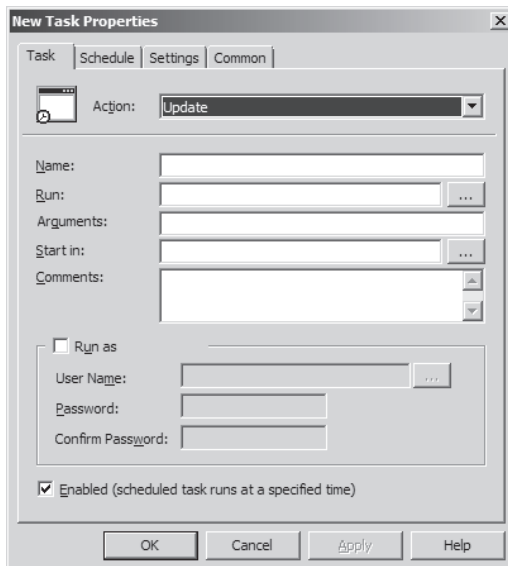 New Task Properties
Task Schedule Settings Common
Action: Update
Name:
Run: ...
Arguments:
Start in: ...
Comments:
Run as
User Name: ...
Password:
Confirm Password:
Enabled (scheduled task runs at a specified time)
OK Cancel Apply Help